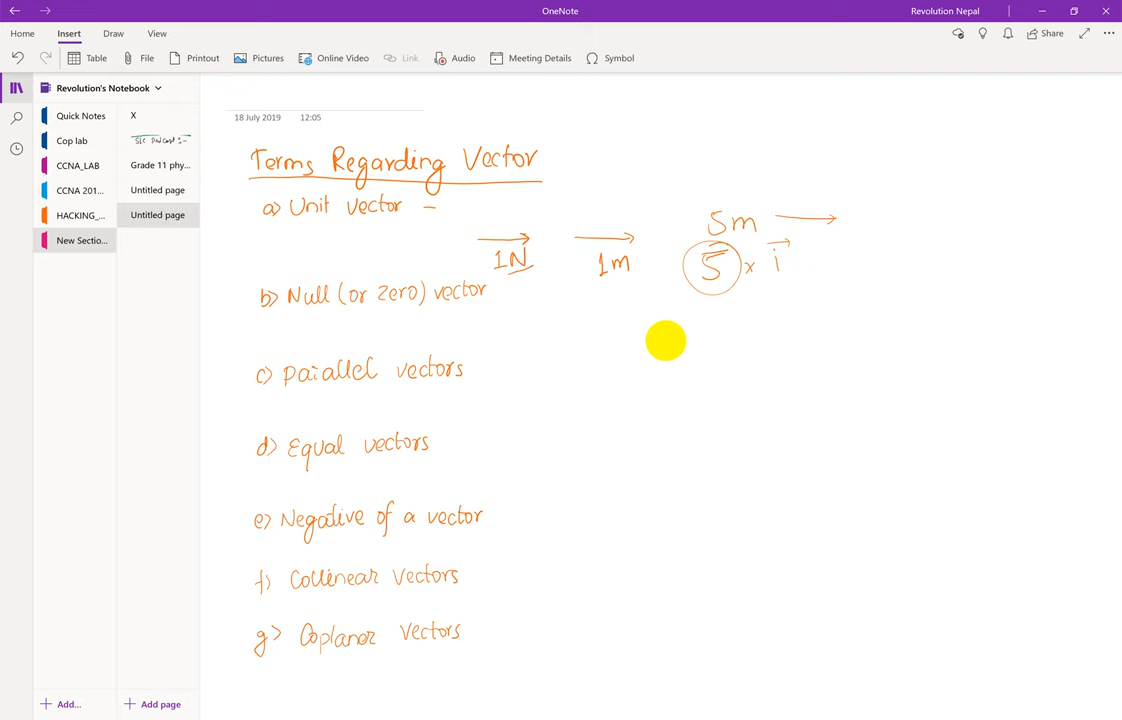 OneNote
Revolution Nepal
Home Insert Draw View
Share
Table File Printout Pictures Online Video Link Audio Meeting Details Symbol
Revolution's Notebook
Quick Notes
Cop lab
CCNA_LAB
CCNA 201...
HACKING_...
New Sectio...
X
Grade 11 phy...
Untitled page
Untitled page
18 July 2019 12:05
Terms Regarding Vector
a) Unit vector -
5m
1N 1m 5 x i
b) Null (or zero) vector
c) Parallel vectors
d) Equal vectors
e) Negative of a vector
f) Collinear vectors
g) Coplanar vectors
Add... Add page